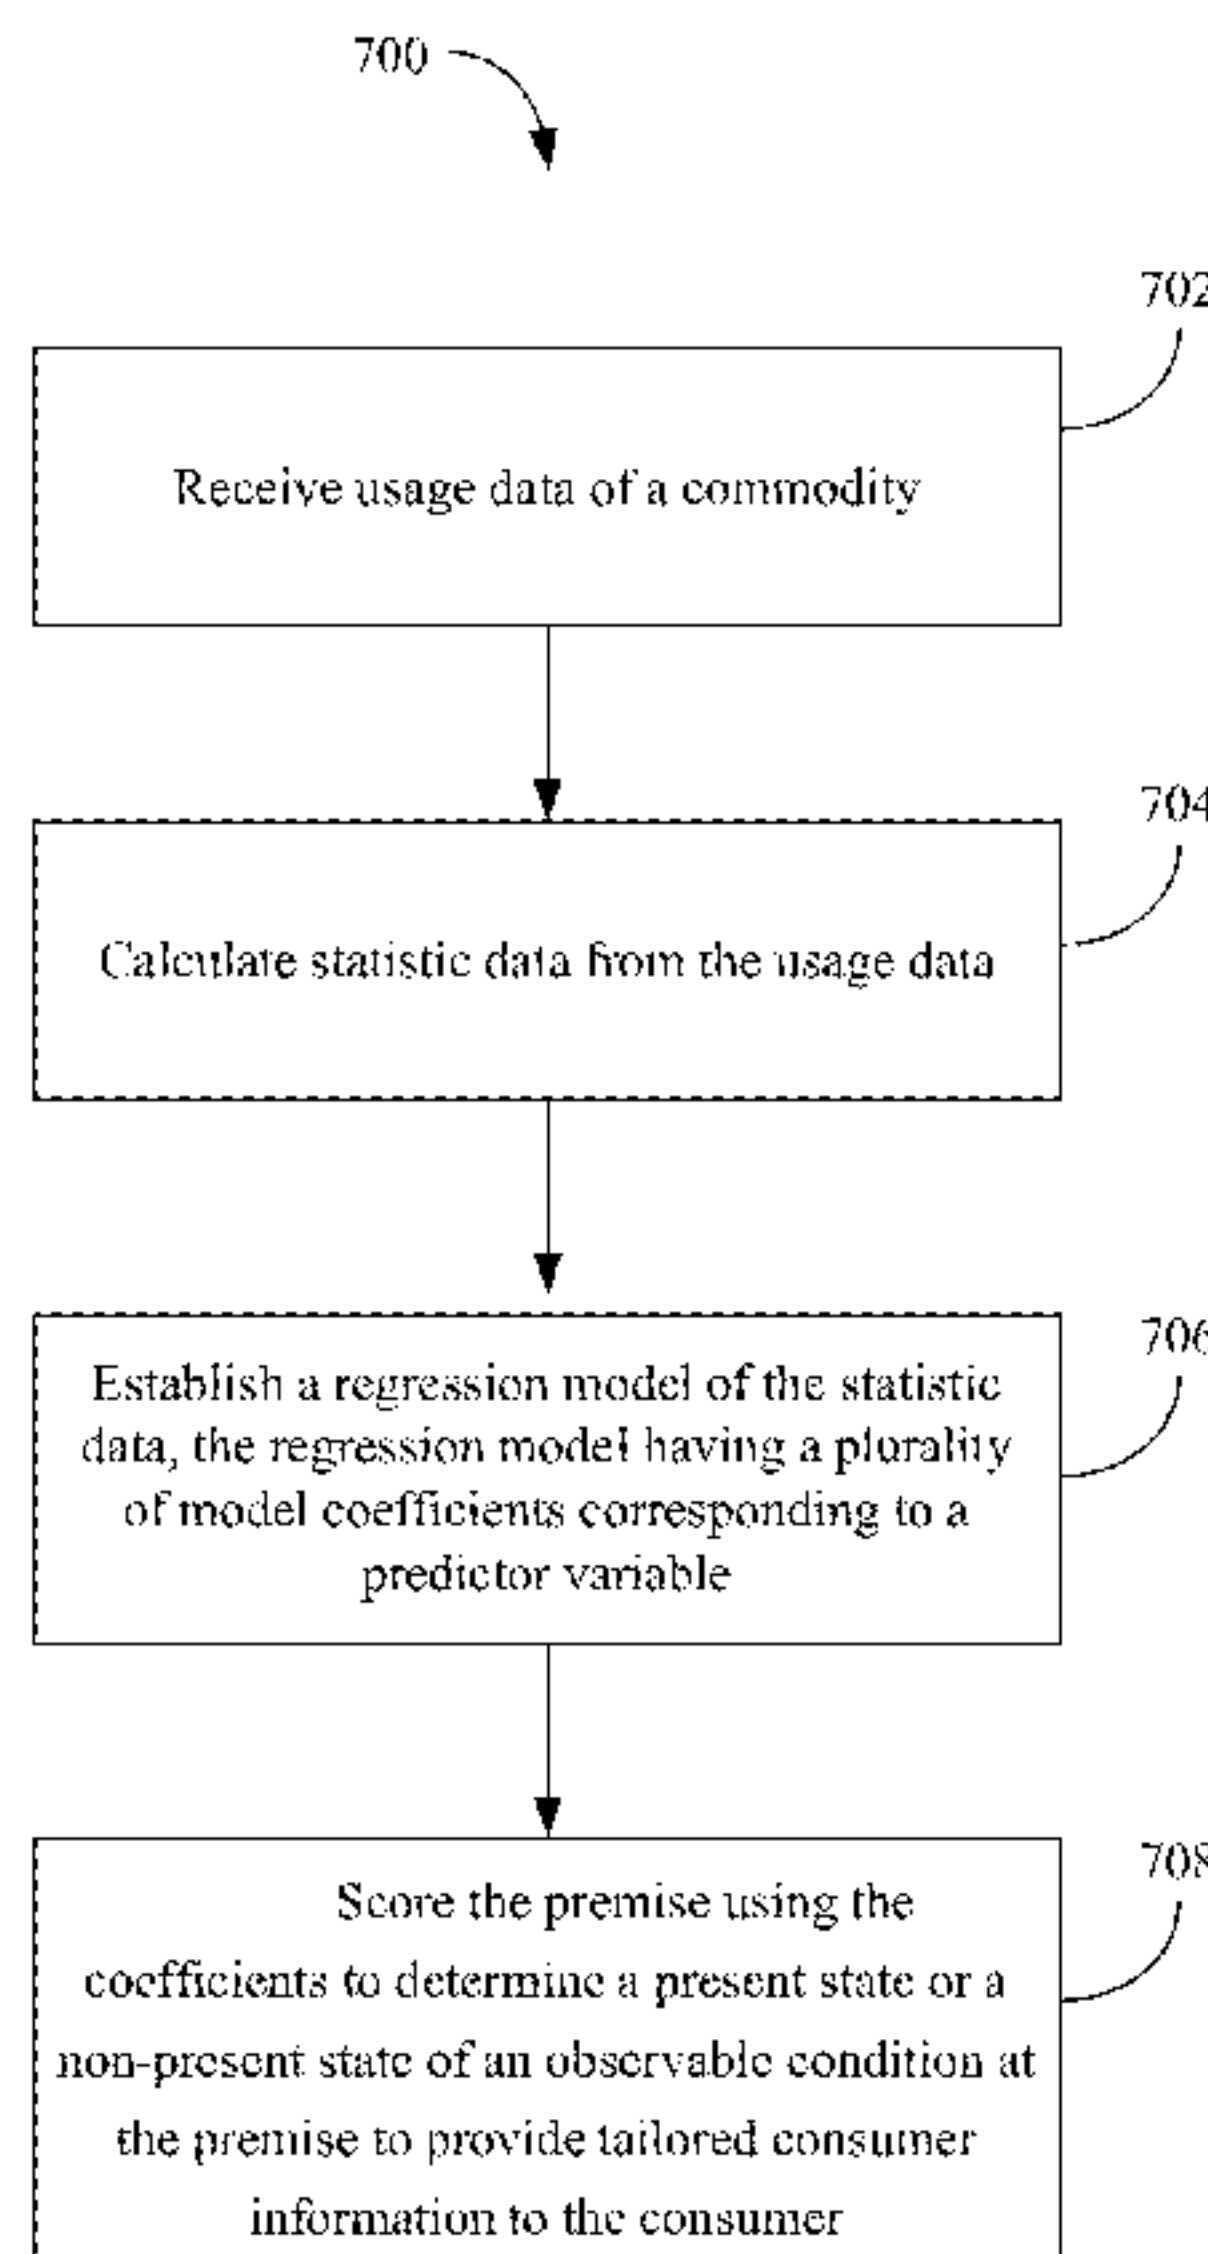 700
702
Receive usage data of a commodity
704
Calculate statistic data from the usage data
706
Establish a regression model of the statistic
data, the regression model having a plurality
of model coefficients corresponding to a
predictor variable
708
Score the premise using the
coefficients to determine a present state or a
non-present state of an observable condition at
the premise to provide tailored consumer
information to the consumer